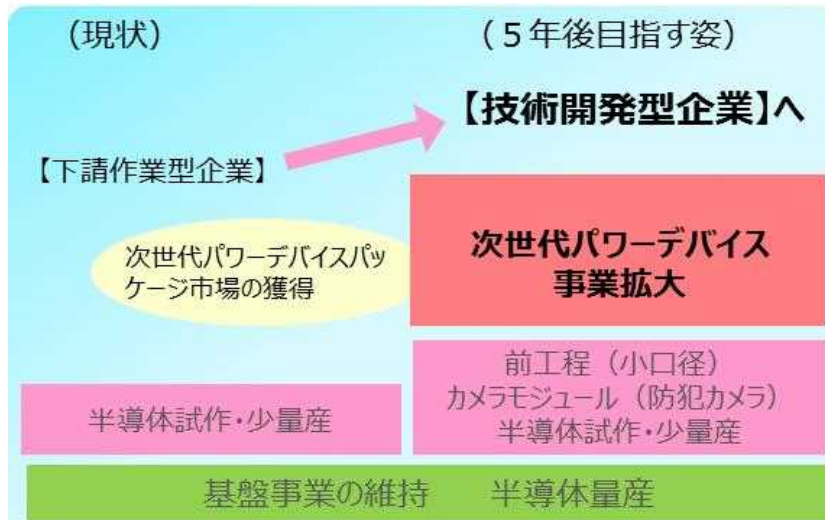 (現状)
(５年後目指す姿)
【技術開発型企業】へ
【下請作業型企業】
次世代パワーデバイスパッ
ケージ市場の獲得
次世代パワーデバイス
事業拡大
前工程（小口径）
カメラモジュール（防犯カメラ）
半導体試作・少量産
半導体試作・少量産
基盤事業の維持　半導体量産